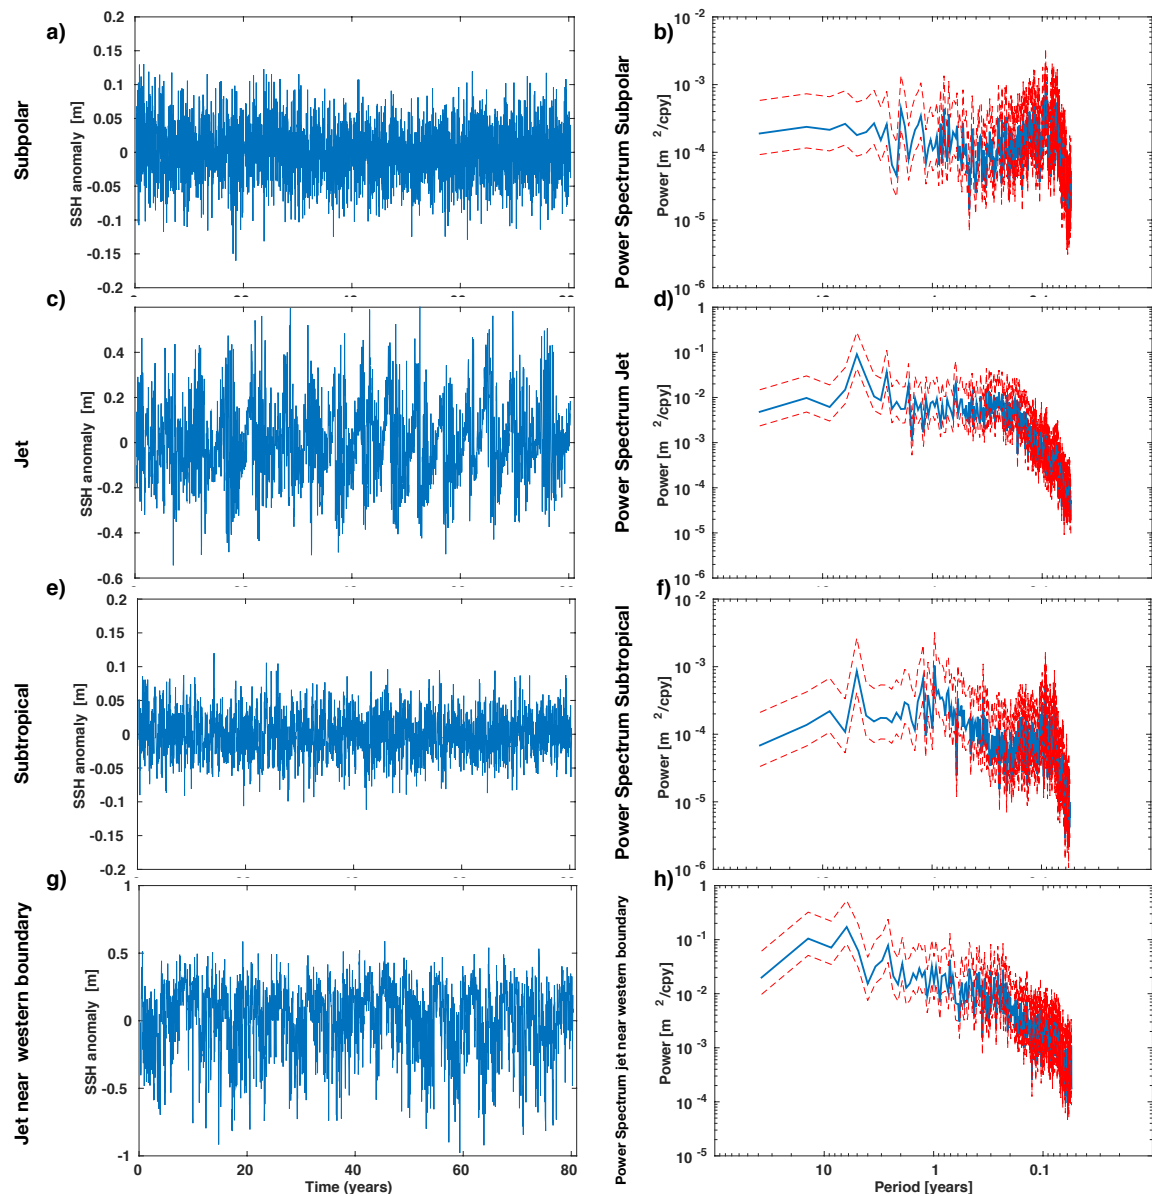 a)
Subpolar
SSH anomaly [m]
0.2
0.15
0.1
0.05
0
-0.05
-0.1
-0.15
-0.2
b)
Power Spectrum Subpolar
Power [m 2/cpy]
10 -2
10 -3
10 -4
10 -5
10 -6
c)
Jet
SSH anomaly [m]
0.4
0.2
0
-0.2
-0.4
-0.6
d)
Power Spectrum Jet
Power [m 2/cpy]
1
10 -1
10 -2
10 -3
10 -4
10 -5
10 -6
e)
Subtropical
SSH anomaly [m]
0.2
0.15
0.1
0.05
0
-0.05
-0.1
-0.15
-0.2
0 20 40 60 80
f)
Power Spectrum Subtropical
Power [m 2/cpy]
10 -2
10 -3
10 -4
10 -5
10 -6
g)
Jet near western boundary
SSH anomaly [m]
1
0.5
0
-0.5
-1
0 20 40 60 80
Time (years)
h)
Power Spectrum jet near western boundary
Power [m 2/cpy]
1
10 -1
10 -2
10 -3
10 -4
10 -5
10 1 0.1
Period [years]